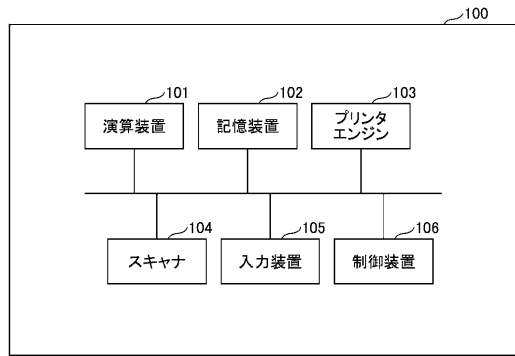 100
101
102
103
演算装置
記憶装置
プリンタ
エンジン
104
105
106
スキャナ
入力装置
制御装置